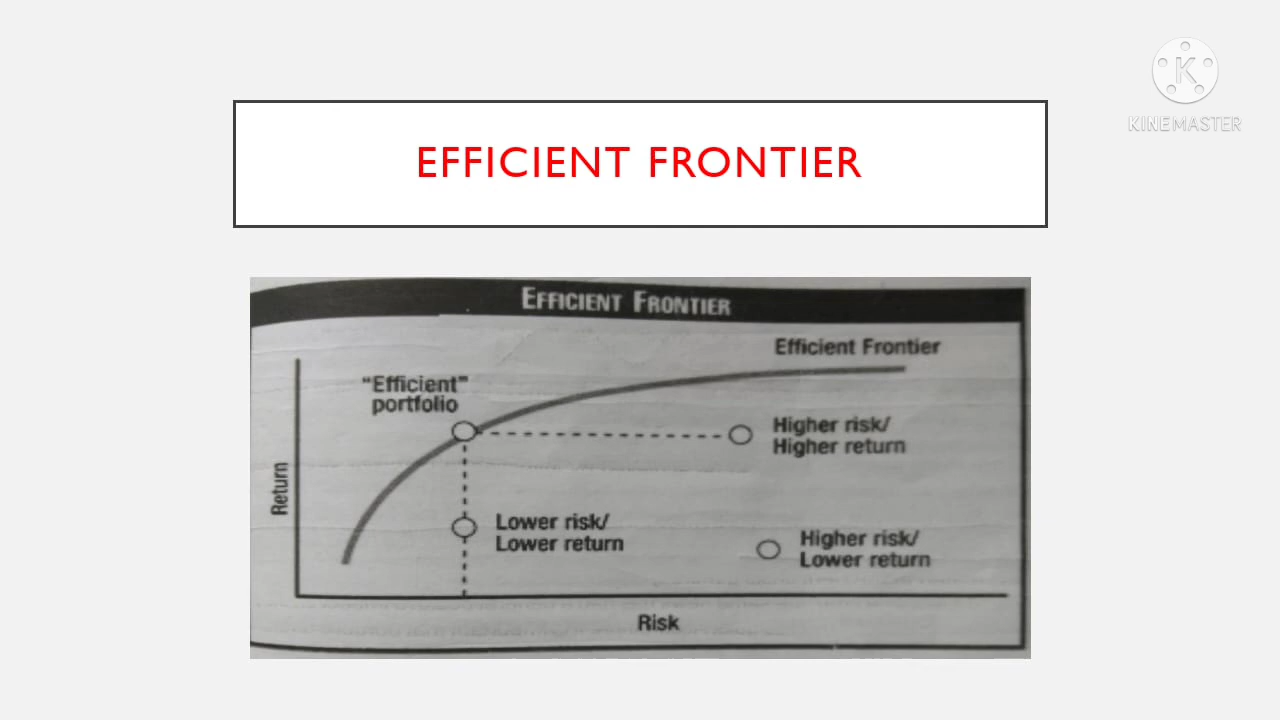 KINEMASTER
EFFICIENT FRONTIER
EFFICIENT FRONTIER
Efficient Frontier
"Efficient"
portfolio
Higher risk/
Higher return
Return
Lower risk/
Lower return
Higher risk/
Lower return
Risk